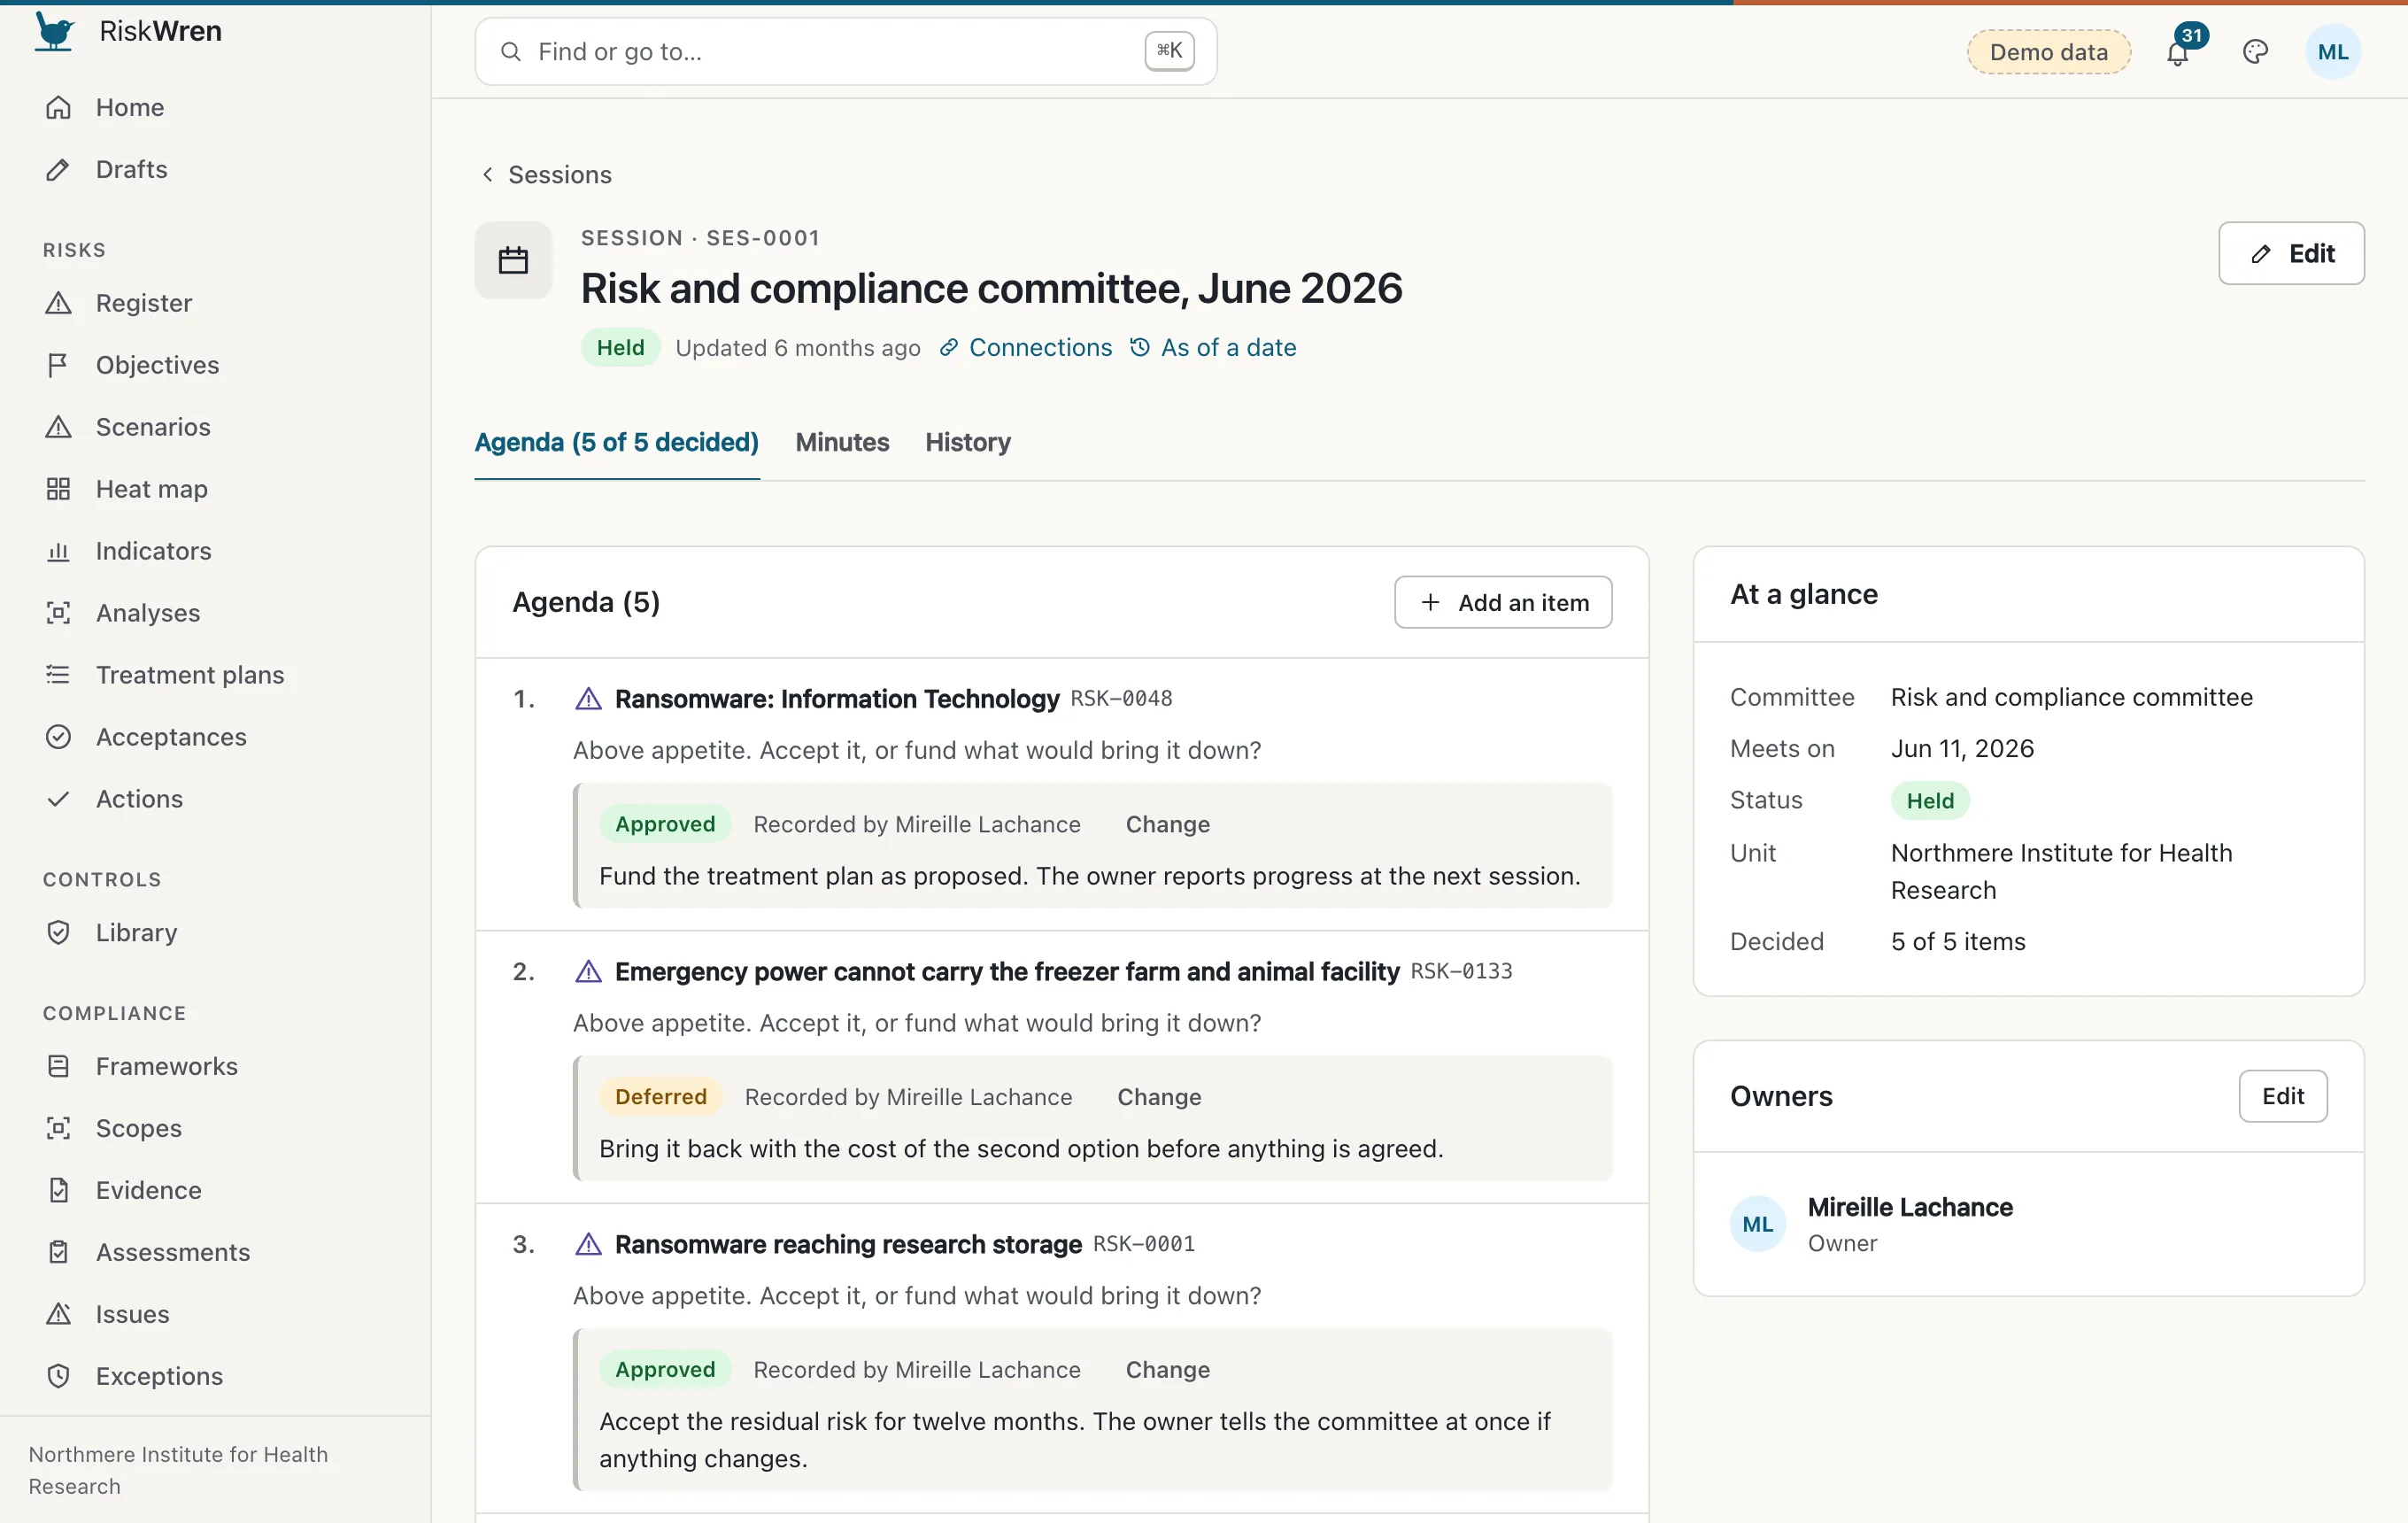 RiskWren
Find or go to...
⌘K
Demo data
31
ML
Home
Drafts
RISKS
Register
Objectives
Scenarios
Heat map
Indicators
Analyses
Treatment plans
Acceptances
Actions
CONTROLS
Library
COMPLIANCE
Frameworks
Scopes
Evidence
Assessments
Issues
Exceptions
Northmere Institute for Health
Research
Sessions
SESSION · SES-0001
Risk and compliance committee, June 2026
Edit
Held Updated 6 months ago Connections As of a date
Agenda (5 of 5 decided) Minutes History
Agenda (5)
Add an item
1. Ransomware: Information Technology RSK-0048
Above appetite. Accept it, or fund what would bring it down?
Approved Recorded by Mireille Lachance Change
Fund the treatment plan as proposed. The owner reports progress at the next session.
2. Emergency power cannot carry the freezer farm and animal facility RSK-0133
Above appetite. Accept it, or fund what would bring it down?
Deferred Recorded by Mireille Lachance Change
Bring it back with the cost of the second option before anything is agreed.
3. Ransomware reaching research storage RSK-0001
Above appetite. Accept it, or fund what would bring it down?
Approved Recorded by Mireille Lachance Change
Accept the residual risk for twelve months. The owner tells the committee at once if
anything changes.
At a glance
Committee Risk and compliance committee
Meets on Jun 11, 2026
Status Held
Unit Northmere Institute for Health
Research
Decided 5 of 5 items
Owners
Edit
ML
Mireille Lachance
Owner